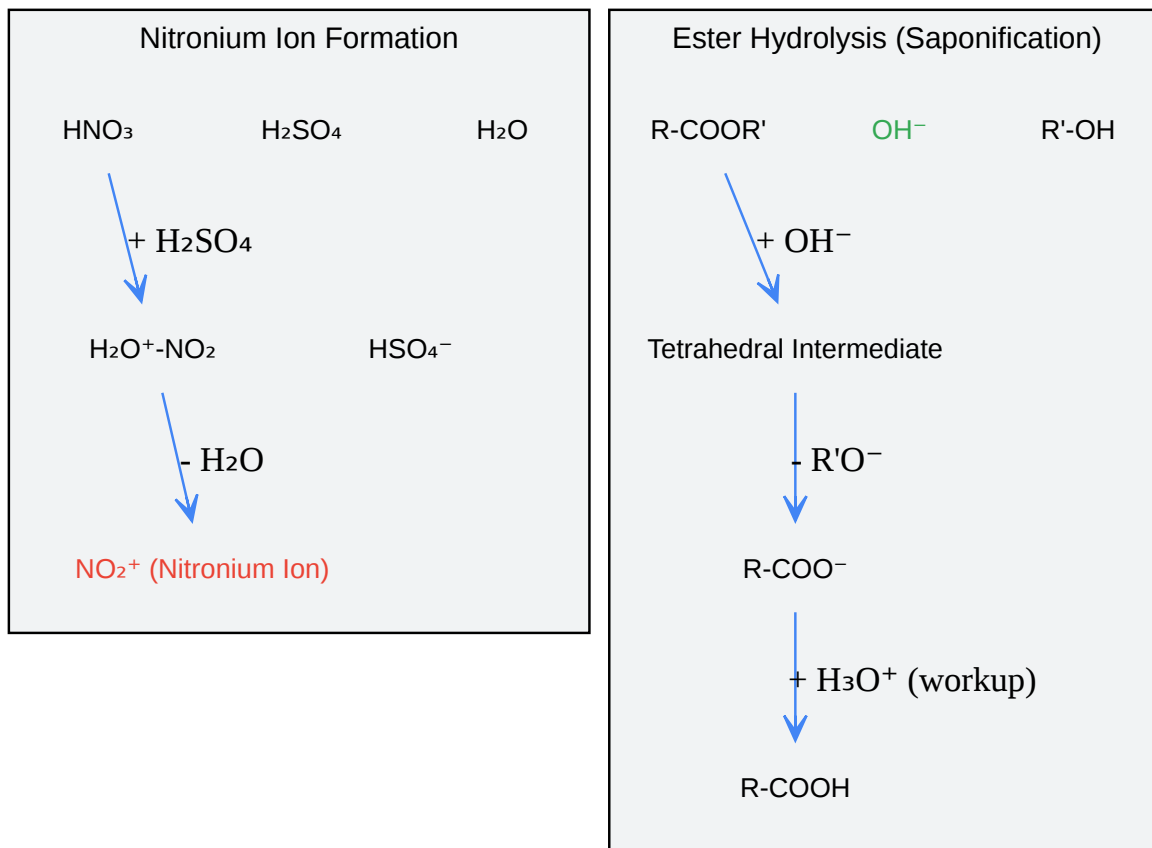 Nitronium Ion Formation
HNO₃ H₂SO₄ H₂O
+ H₂SO₄
H₂O⁺-NO₂ HSO₄⁻
- H₂O
NO₂⁺ (Nitronium Ion)
Ester Hydrolysis (Saponification)
R-COOR' OH⁻ R'-OH
+ OH⁻
Tetrahedral Intermediate
- R'O⁻
R-COO⁻
+ H₃O⁺ (workup)
R-COOH